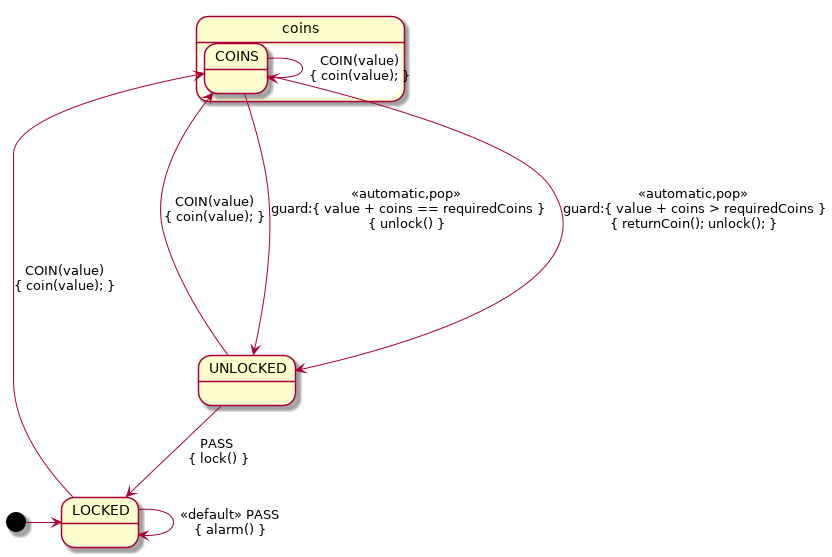 coins
COINS
COIN(value)
{ coin(value); }
«automatic,pop»
guard:{ value + coins == requiredCoins }
{ unlock() }
«automatic,pop»
guard:{ value + coins > requiredCoins }
{ returnCoin(); unlock(); }
COIN(value)
{ coin(value); }
COIN(value)
{ coin(value); }
UNLOCKED
PASS
{ lock() }
LOCKED
«default» PASS
{ alarm() }